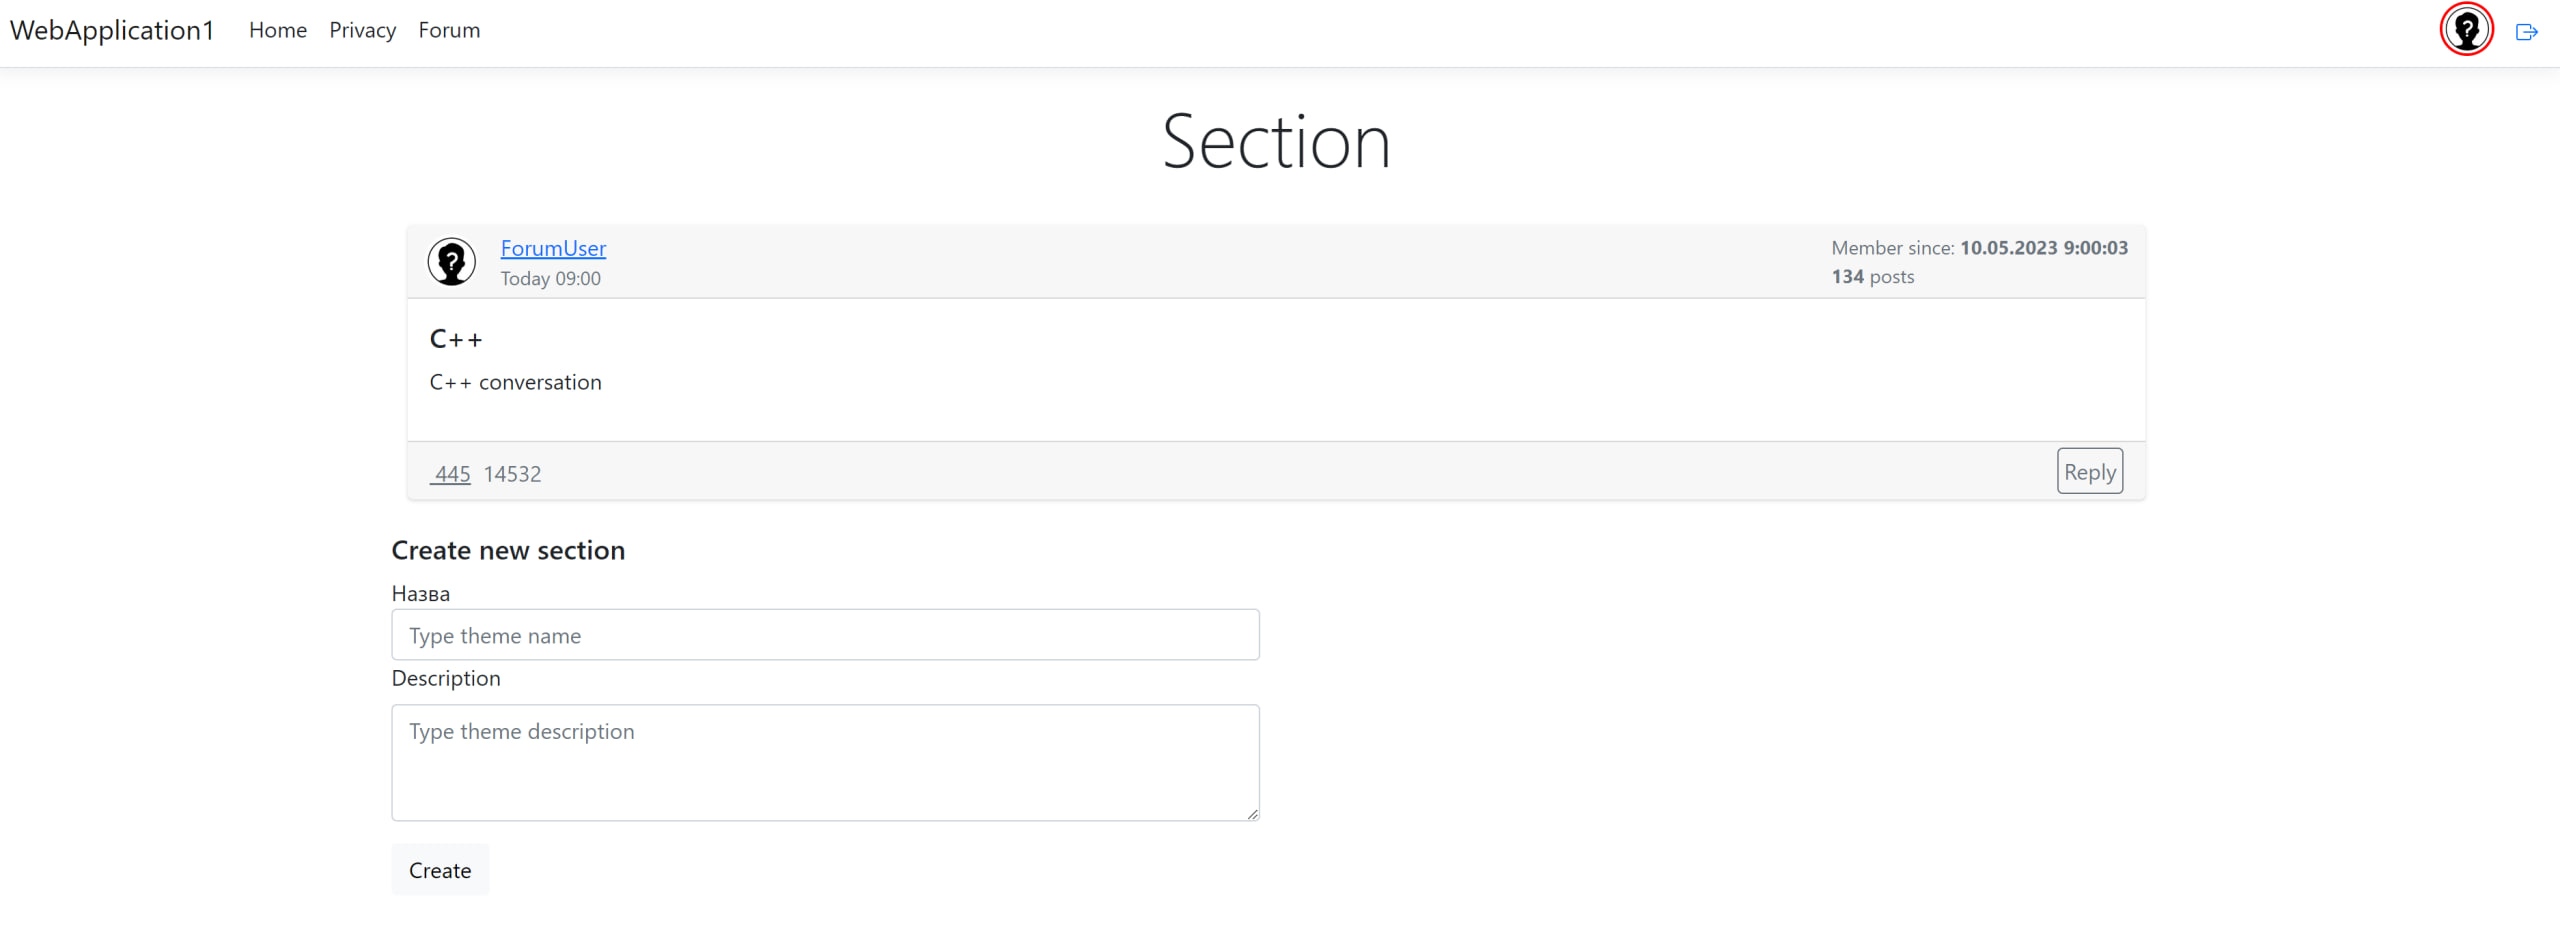 WebApplication1 Home Privacy Forum
Section
ForumUser
Today 09:00
Member since: 10.05.2023 9:00:03
134 posts
C++
C++ conversation
445 14532
Reply
Create new section
Назва
Type theme name
Description
Type theme description
Create